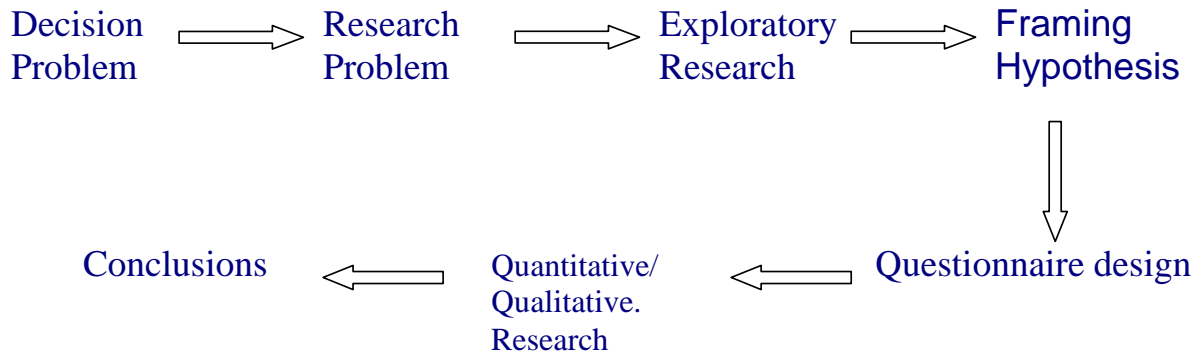 Decision
Problem
Research
Problem
Exploratory
Research
Framing
Hypothesis
Questionnaire design
Quantitative/
Qualitative.
Research
Conclusions